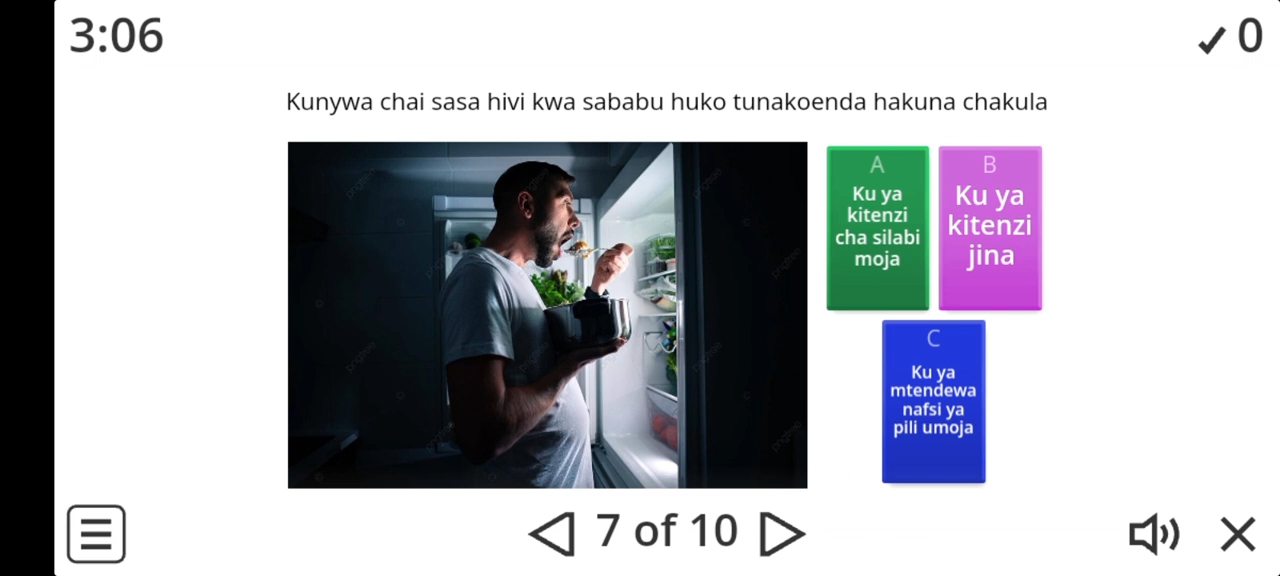 3:06
✓ 0
Kunywa chai sasa hivi kwa sababu huko tunakoenda hakuna chakula
A
Ku ya
kitenzi
cha silabi
moja
B
Ku ya
kitenzi
jina
C
Ku ya
mtendewa
nafsi ya
pili umoja
7 of 10